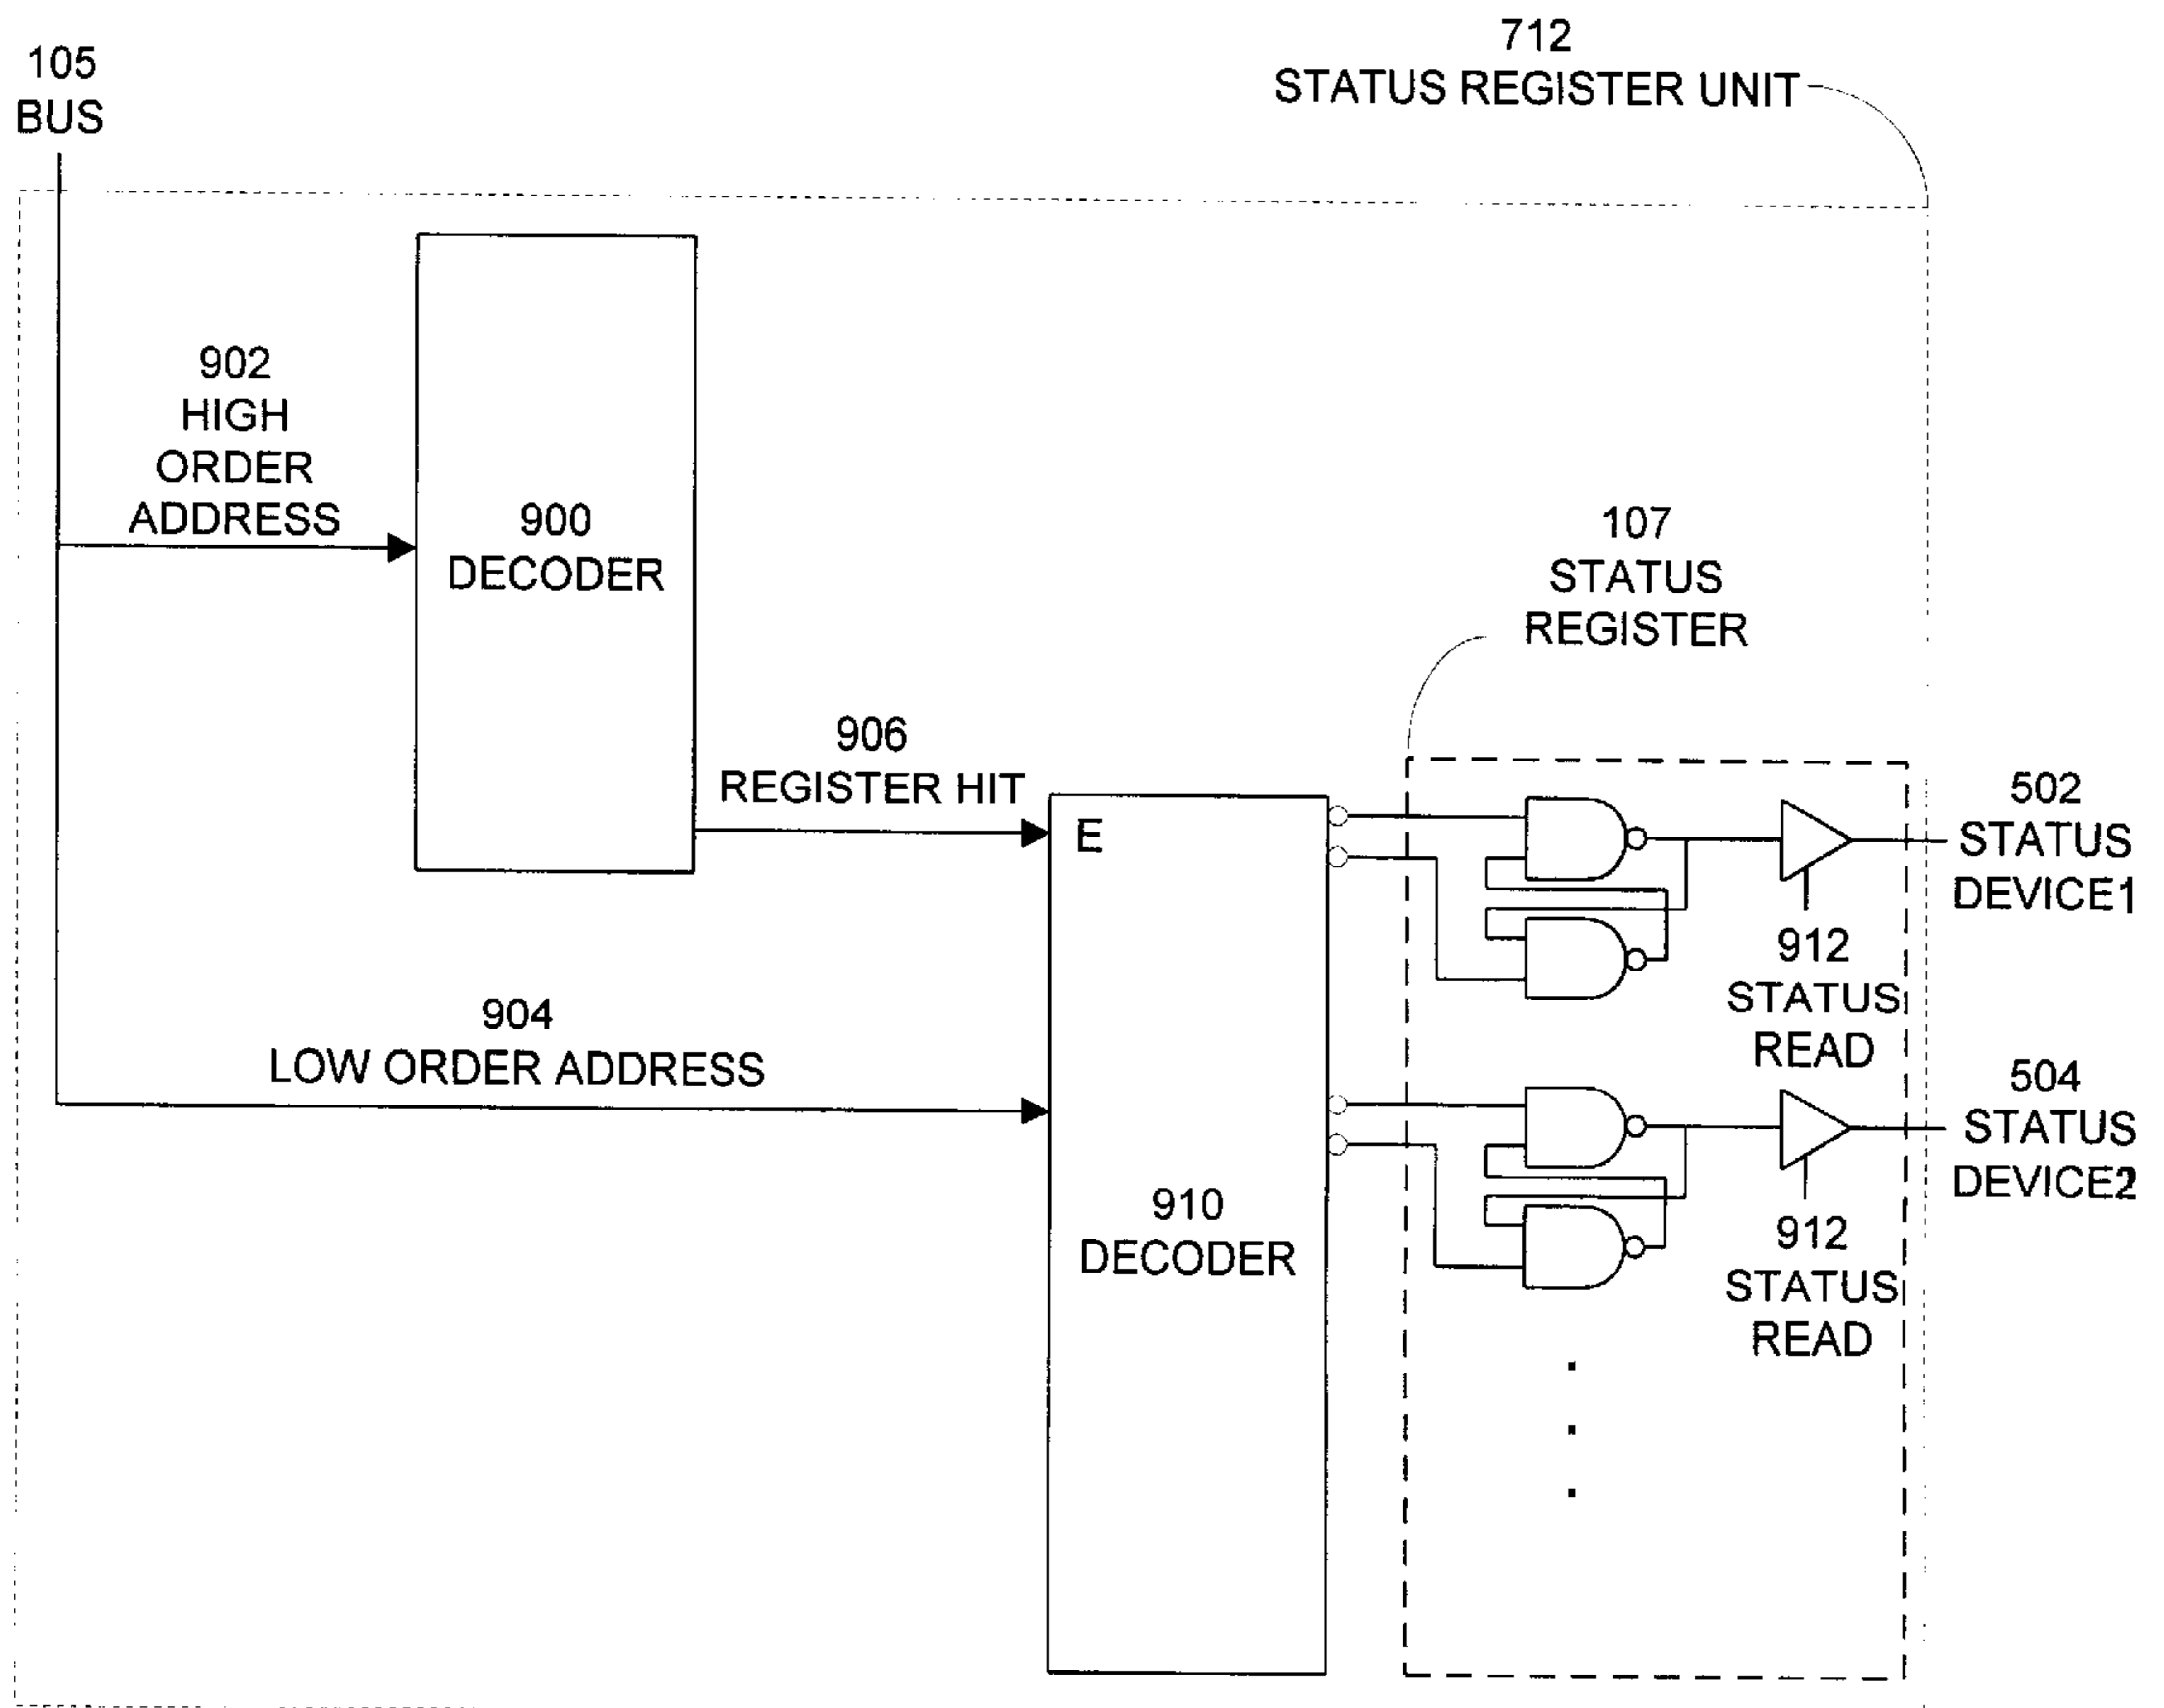 712
STATUS REGISTER UNIT
105
BUS
902
HIGH
ORDER
ADDRESS
900
DECODER
107
STATUS
REGISTER
906
REGISTER HIT
E
502
STATUS
DEVICE1
912
STATUS
READ
904
LOW ORDER ADDRESS
504
STATUS
DEVICE2
910
DECODER
912
STATUS
READ